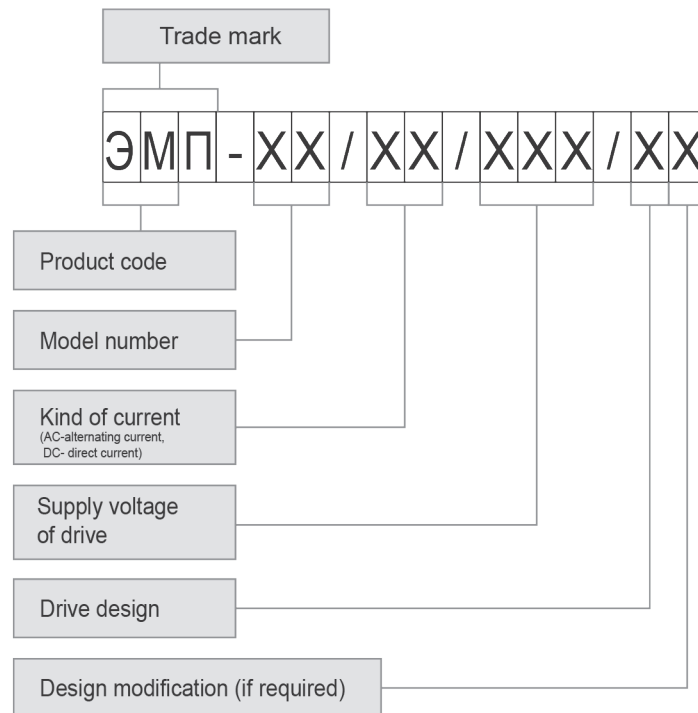 Trade mark
ЭМП-XX/XX/XXX/XX
Product code
Model number
Kind of current
(AC-alternating current,
DC- direct current)
Supply voltage
of drive
Drive design
Design modification (if required)